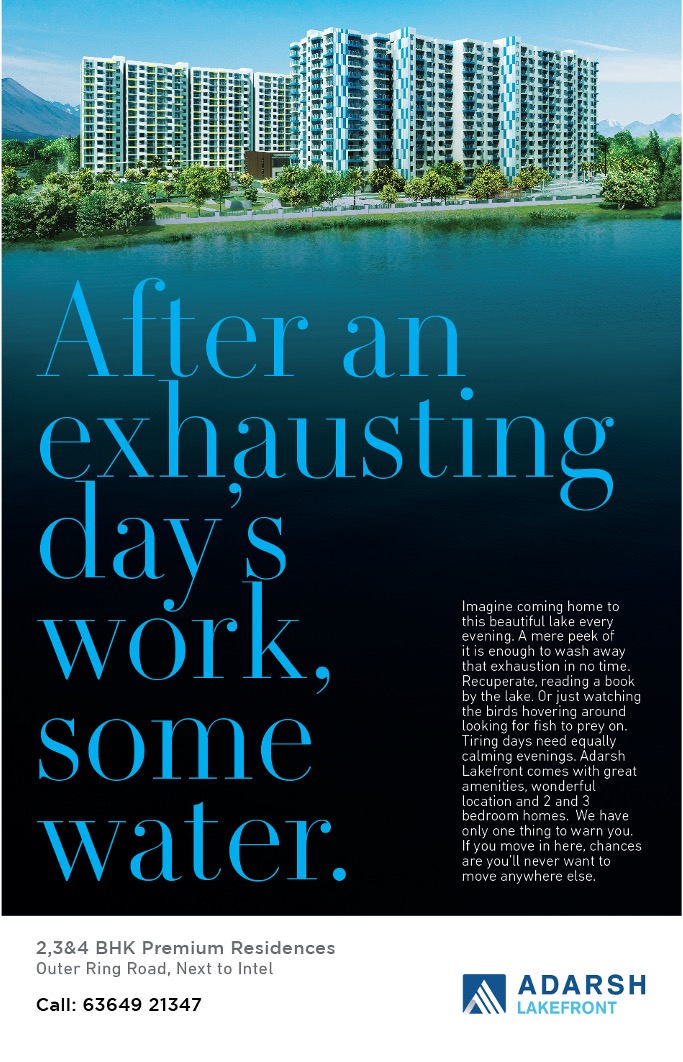 After an
exhausting
day's
work,
some
water.
Imagine coming home to
this beautiful lake every
evening. A mere peek of
it is enough to wash away
that exhaustion in no time.
Recuperate, reading a book
by the lake. Or just watching
the birds hovering around
looking for fish to prey on.
Tiring days need equally
calming evenings. Adarsh
Lakefront comes with great
amenities, wonderful
location and 2 and 3
bedroom homes.  We have
only one thing to warn you.
If you move in here, chances
are you'll never want to
move anywhere else.
2,3&4 BHK Premium Residences
Outer Ring Road, Next to Intel
Call: 63649 21347
ADARSH
LAKEFRONT